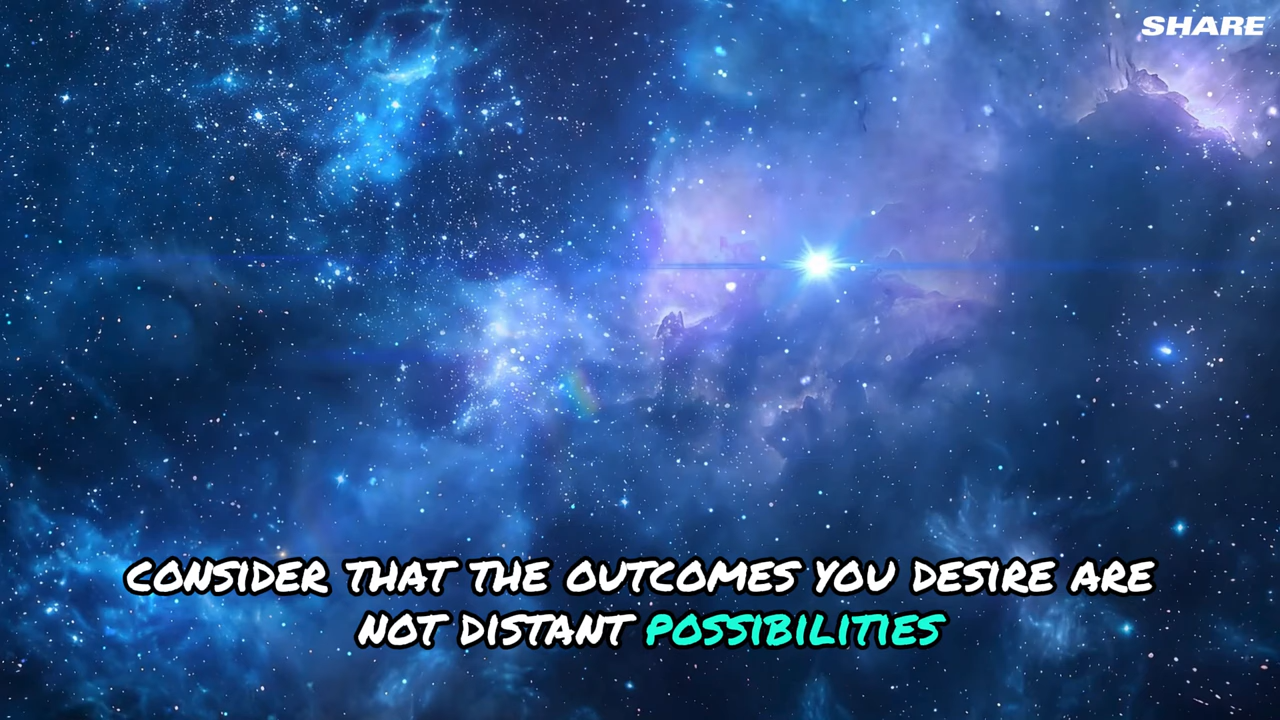 SHARE
CONSIDER THAT THE OUTCOMES YOU DESIRE ARE
NOT DISTANT POSSIBILITIES